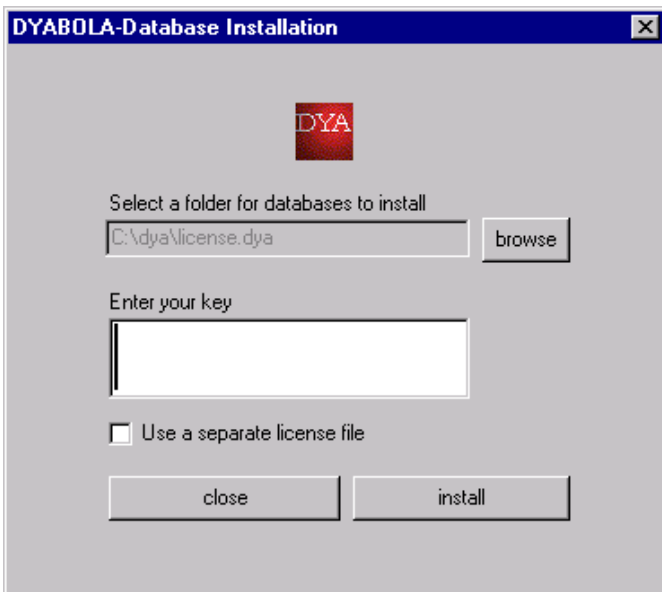 DYABOLA-Database Installation
DYA
Select a folder for databases to install
C:\dya\license.dya
browse
Enter your key
Use a separate license file
close
install